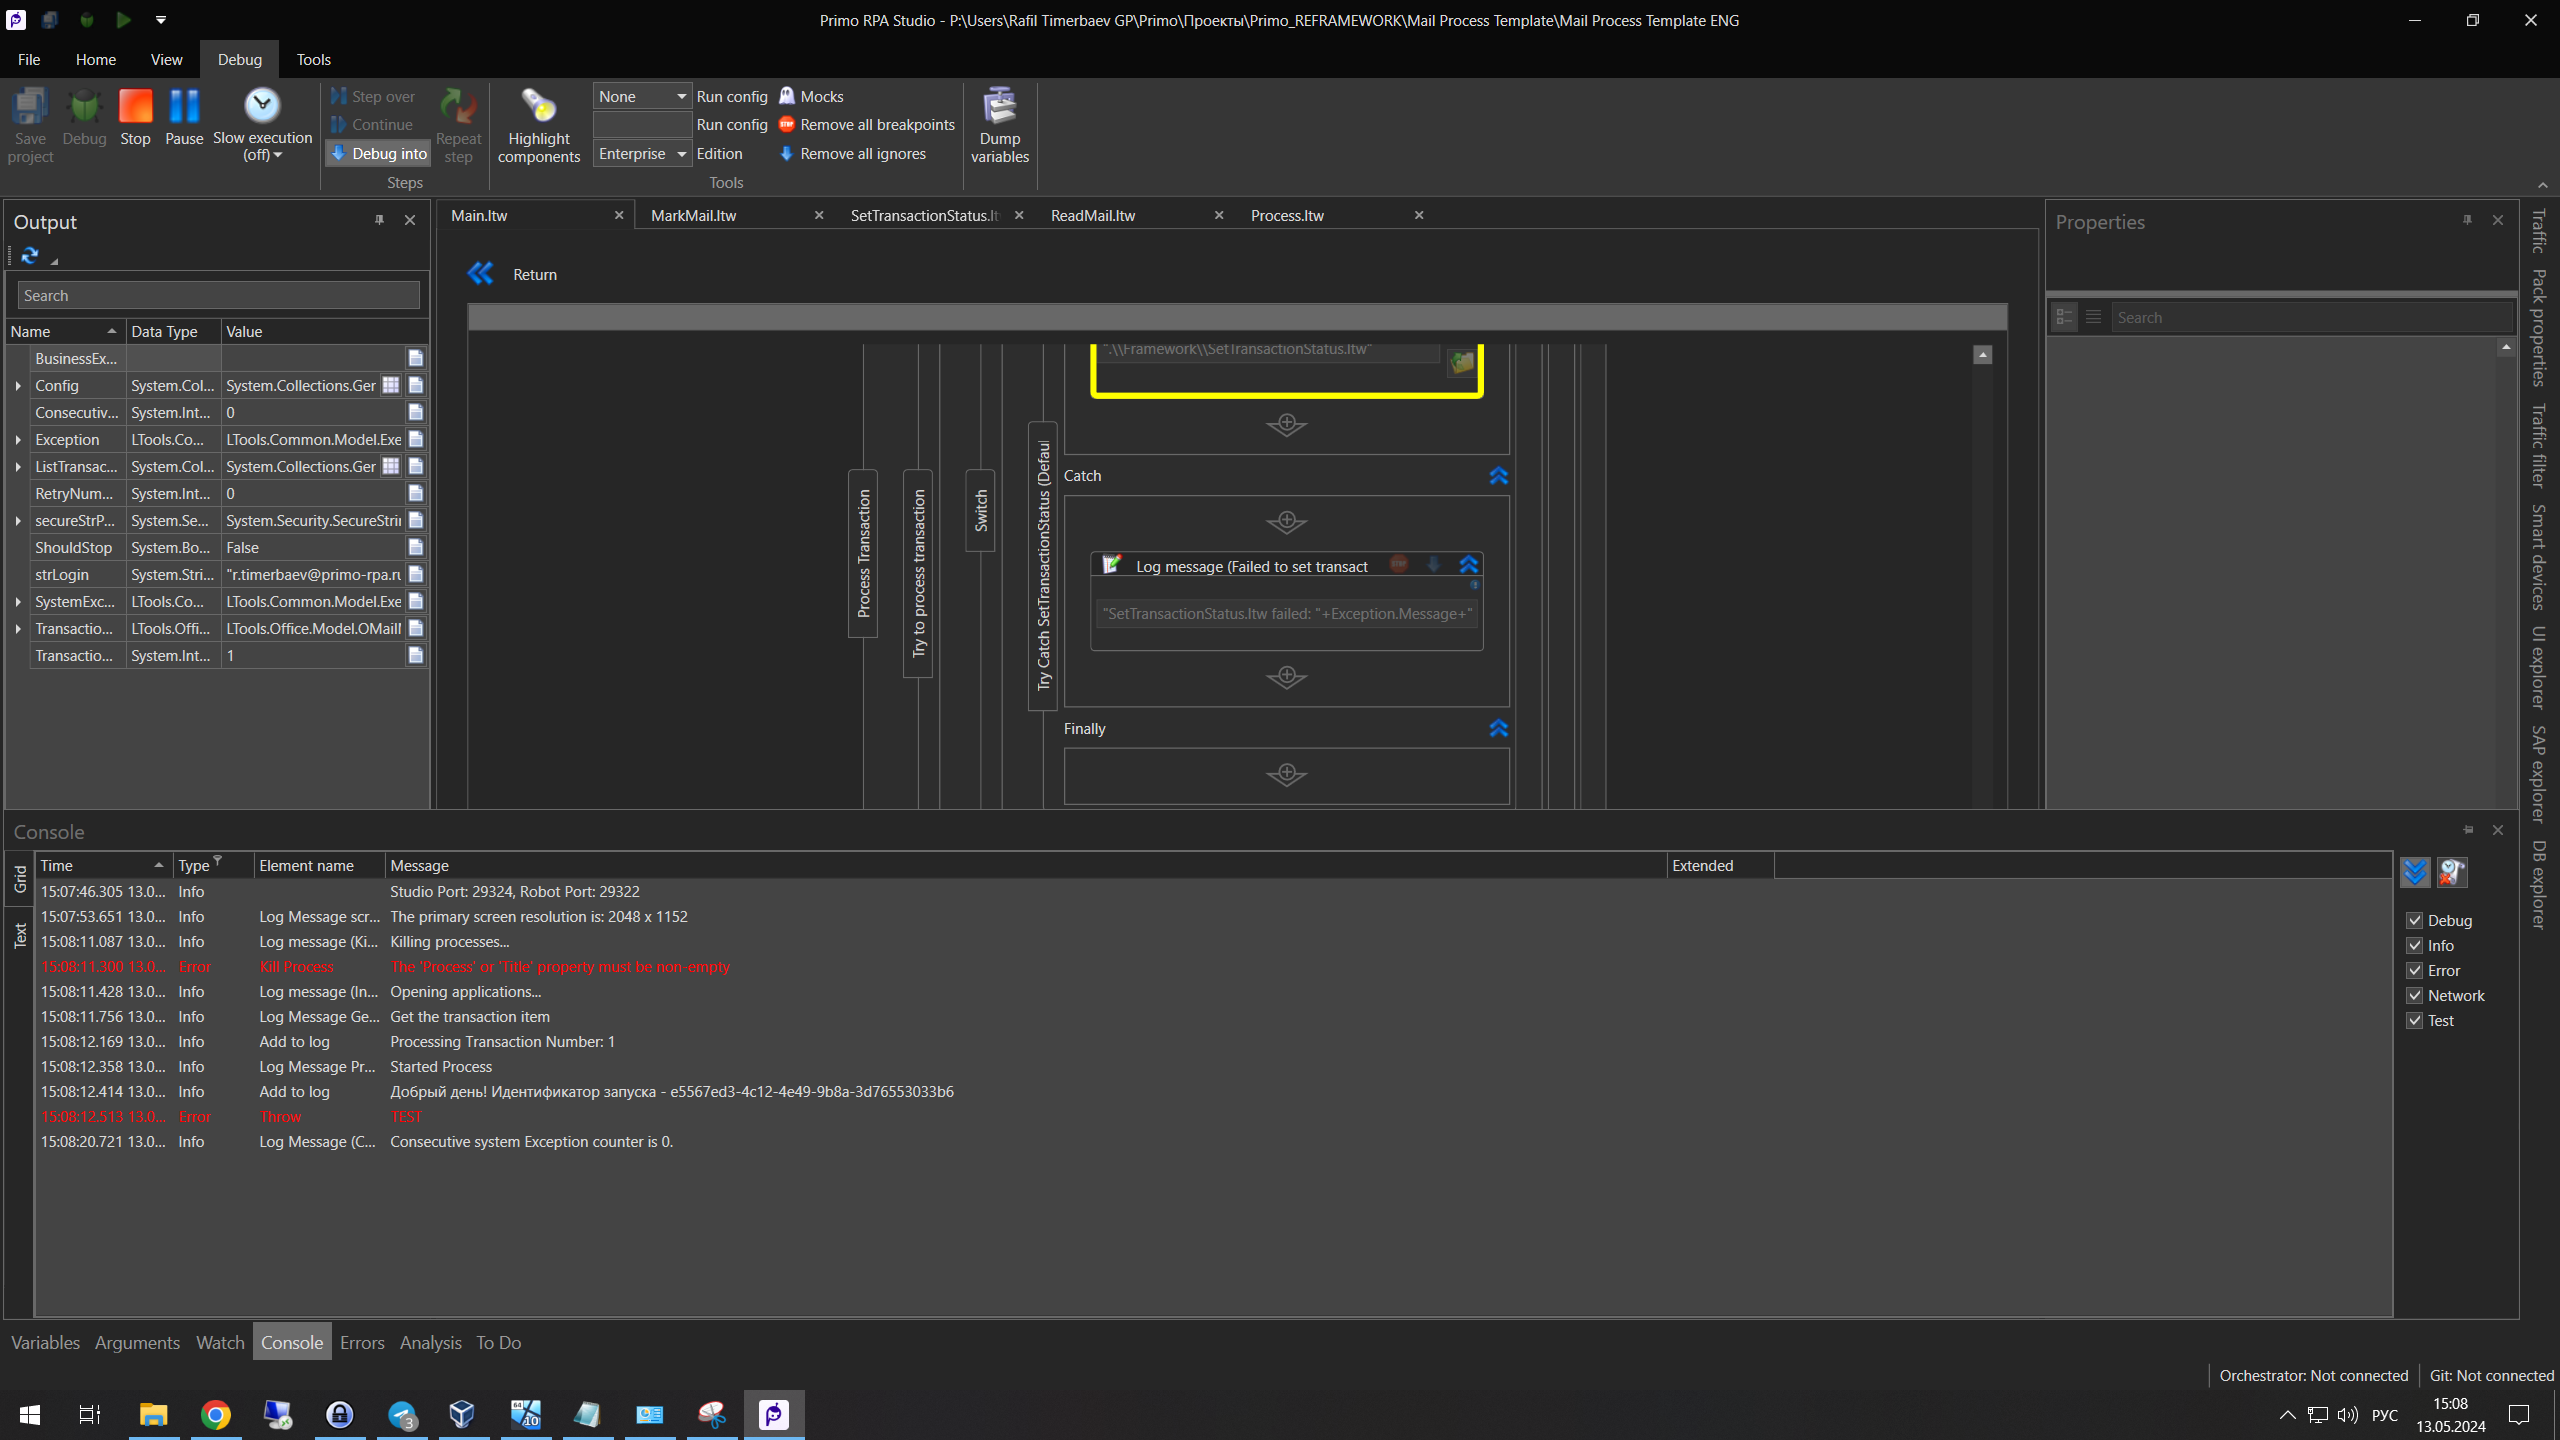 Primo RPA Studio - P:\Users\Rafil Timerbaev GP\Primo\Проекты\Primo_REFRAMEWORK\Mail Process Template\Mail Process Template ENG
File Home View Debug Tools
Save project
Debug
Stop
Pause
Slow execution (off)
Step over
Continue
Debug into
Repeat step
Steps
Highlight components
None Run config
Run config
Enterprise Edition
Mocks
Remove all breakpoints
Remove all ignores
Tools
Dump variables
Output
Search
Name Data Type Value
BusinessEx...
Config System.Col... System.Collections.Ger
Consecutiv... System.Int... 0
Exception LTools.Co... LTools.Common.Model.Exe
ListTransac... System.Col... System.Collections.Ger
RetryNum... System.Int... 0
secureStrP... System.Se... System.Security.SecureStri
ShouldStop System.Bo... False
strLogin System.Stri... "r.timerbaev@primo-rpa.ru
SystemExc... LTools.Co... LTools.Common.Model.Exe
Transactio... LTools.Offi... LTools.Office.Model.OMail
Transactio... System.Int... 1
Main.ltw MarkMail.ltw SetTransactionStatus.lt ReadMail.ltw Process.ltw
Return
".\\Framework\\SetTransactionStatus.ltw"
Process Transaction
Try to process transaction
Switch
Try Catch SetTransactionStatus (Defaul
Catch
Log message (Failed to set transact
"SetTransactionStatus.ltw failed: "+Exception.Message+"
Finally
Properties
Search
Traffic
Pack properties
Traffic filter
Smart devices
UI explorer
SAP explorer
DB explorer
Console
Grid
Text
Time Type Element name Message Extended
15:07:46.305 13.0... Info Studio Port: 29324, Robot Port: 29322
15:07:53.651 13.0... Info Log Message scr... The primary screen resolution is: 2048 x 1152
15:08:11.087 13.0... Info Log message (Ki... Killing processes...
15:08:11.300 13.0... Error Kill Process The 'Process' or 'Title' property must be non-empty
15:08:11.428 13.0... Info Log message (In... Opening applications...
15:08:11.756 13.0... Info Log Message Ge... Get the transaction item
15:08:12.169 13.0... Info Add to log Processing Transaction Number: 1
15:08:12.358 13.0... Info Log Message Pr... Started Process
15:08:12.414 13.0... Info Add to log Добрый день! Идентификатор запуска - e5567ed3-4c12-4e49-9b8a-3d76553033b6
15:08:12.513 13.0... Error Throw TEST
15:08:20.721 13.0... Info Log Message (C... Consecutive system Exception counter is 0.
Debug
Info
Error
Network
Test
Variables Arguments Watch Console Errors Analysis To Do
Orchestrator: Not connected Git: Not connected
3
64
10
РУС
15:08
13.05.2024